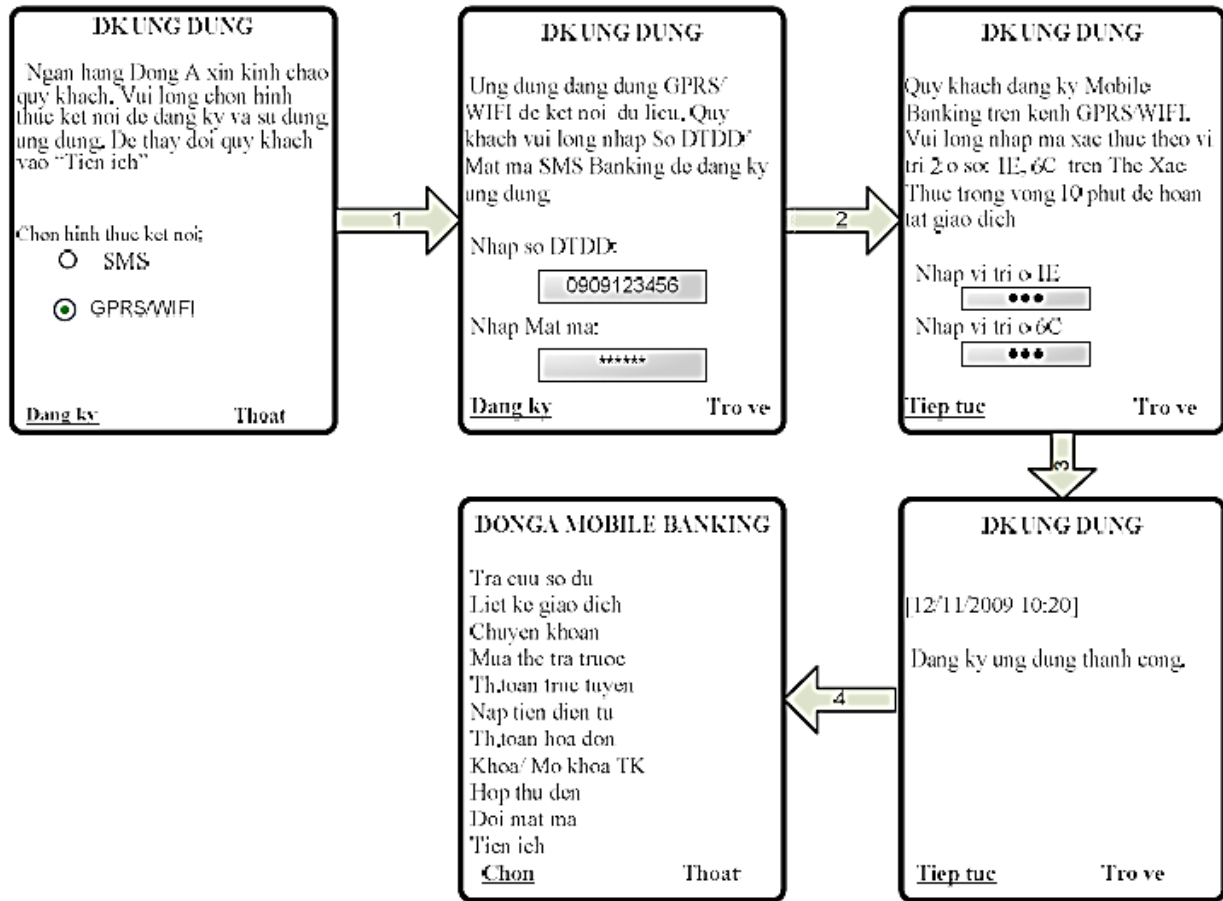 DK UNG DUNG
Ngan hang Dong A xin kinh chao
quy khach. Vui long chon hinh
thuc ket noi de dang ky va su dung
ung dung. De thay doi quy khach
vao "Tien ich"
Chon hinh thuc ket noi:
SMS
GPRS/WIFI
Dang ky Thoat
1
DK UNG DUNG
Ung dung dang dung GPRS/
WIFI de ket noi du lieu. Quy
khach vui long nhap So DTDD/
Mat ma SMS Banking de dang ky
ung dung
Nhap so DTDD:
0909123456
Nhap Mat ma:
******
Dang ky Tro ve
2
DK UNG DUNG
Quy khach dang ky Mobile
Banking tren kenh GPRS/WIFI.
Vui long nhap ma xac thuc theo vi
tri 2 o so: 1E, 6C tren The Xac
Thuc trong vong 10 phut de hoan
tat giao dich
Nhap vi tri o 1E
●●●
Nhap vi tri o 6C
●●●
Tiep tuc Tro ve
3
DK UNG DUNG
[12/11/2009 10:20]
Dang ky ung dung thanh cong.
Tiep tuc Tro ve
4
DONGA MOBILE BANKING
Tra cuu so du
Liet ke giao dich
Chuyen khoan
Mua the tra truoc
Th.toan truc tuyen
Nap tien dien tu
Th.toan hoa don
Khoa/ Mo khoa TK
Hop thu den
Doi mat ma
Tien ich
Chon Thoat